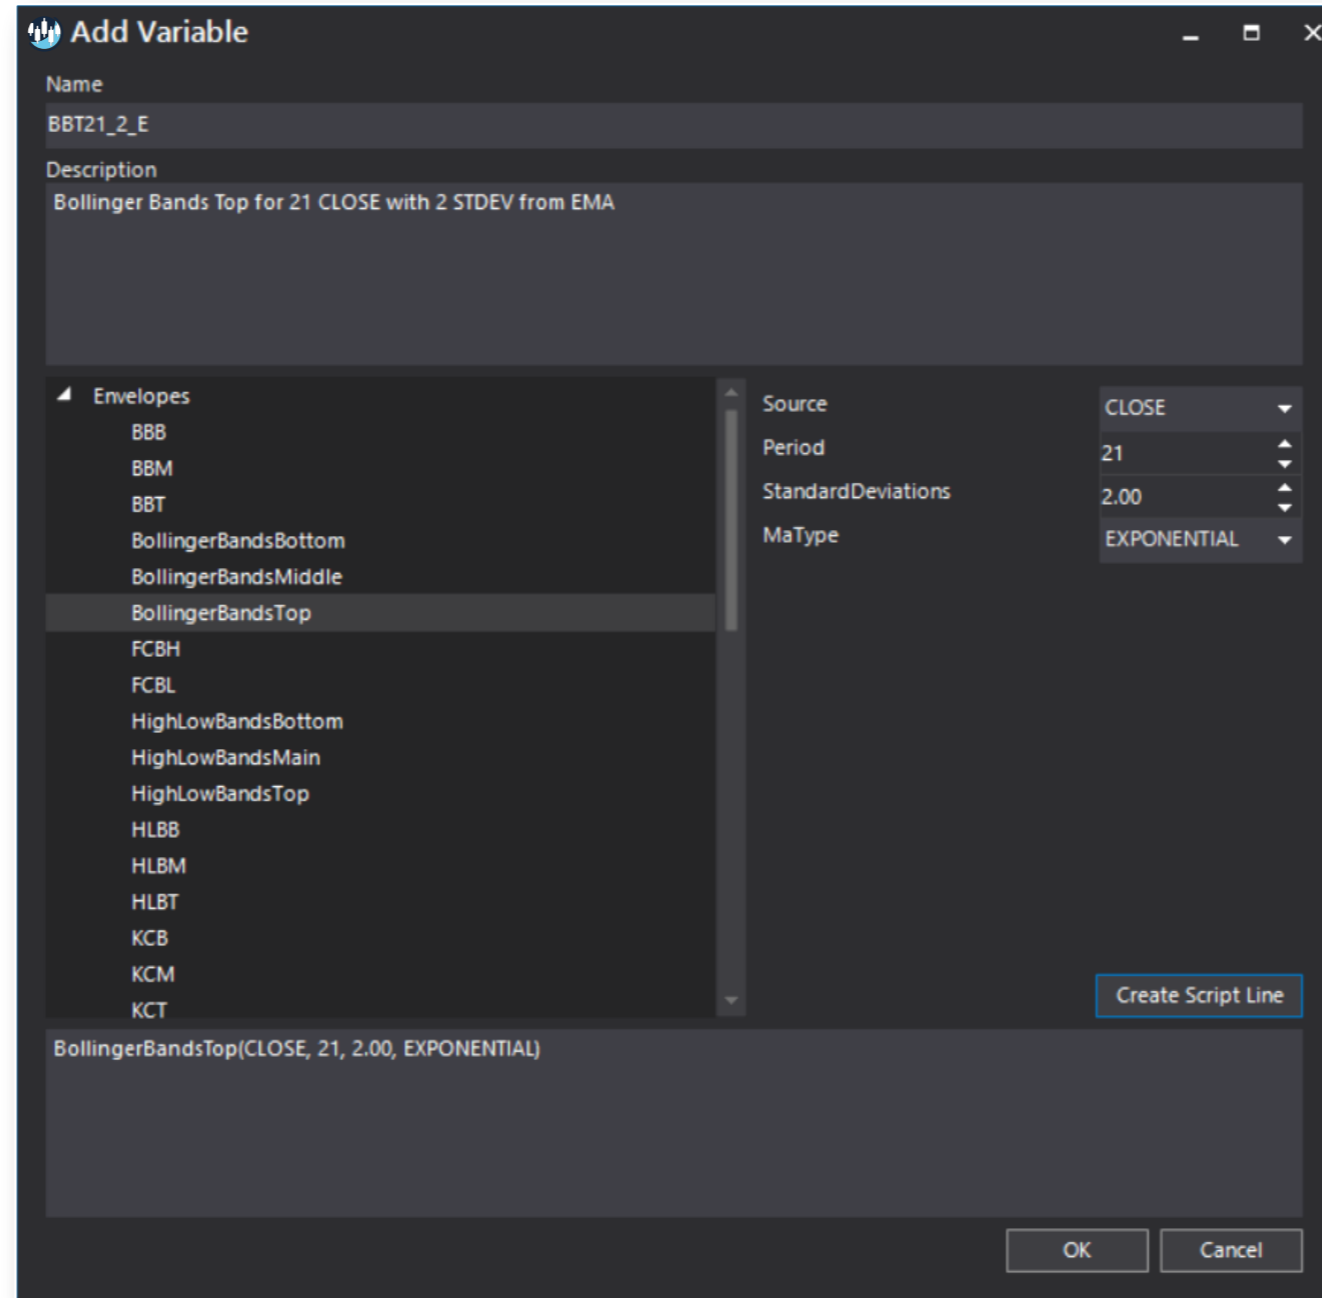 Add Variable
Name
BBT21_2_E
Description
Bollinger Bands Top for 21 CLOSE with 2 STDEV from EMA
Envelopes
BBB
BBM
BBT
BollingerBandsBottom
BollingerBandsMiddle
BollingerBandsTop
FCBH
FCBL
HighLowBandsBottom
HighLowBandsMain
HighLowBandsTop
HLBB
HLBM
HLBT
KCB
KCM
KCT
Source CLOSE
Period 21
StandardDeviations 2.00
MaType EXPONENTIAL
Create Script Line
BollingerBandsTop(CLOSE, 21, 2.00, EXPONENTIAL)
OK Cancel